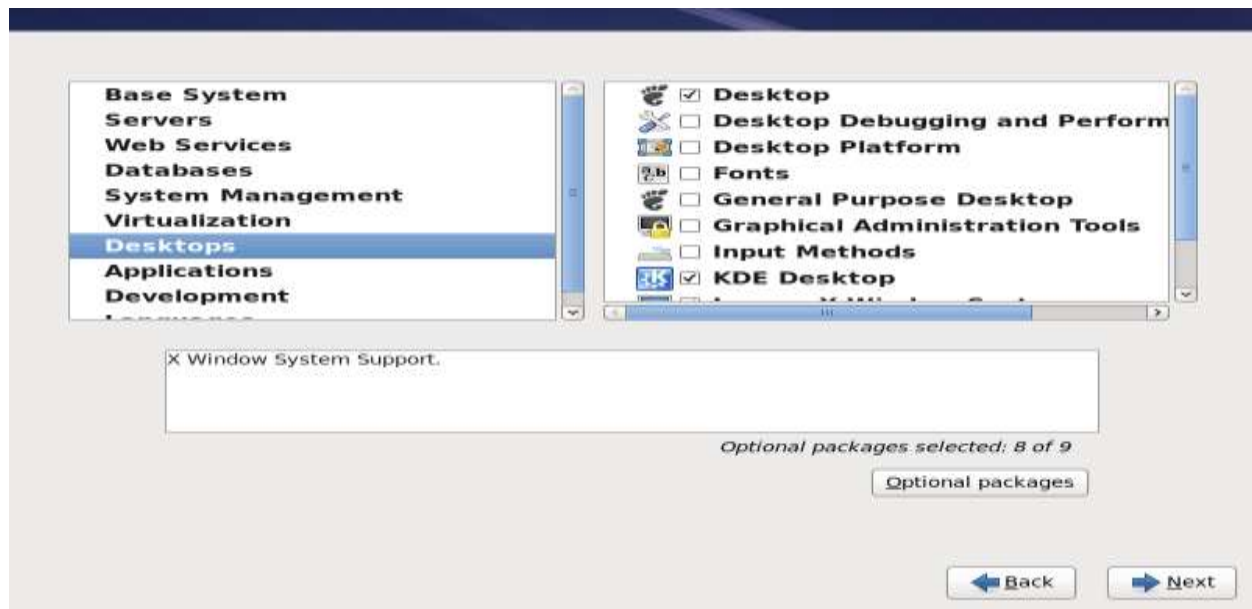 Base System
Servers
Web Services
Databases
System Management
Virtualization
Desktops
Applications
Development
Desktop
Desktop Debugging and Perform
Desktop Platform
Fonts
General Purpose Desktop
Graphical Administration Tools
Input Methods
KDE Desktop
X Window System Support.
Optional packages selected: 8 of 9
Optional packages
Back
Next